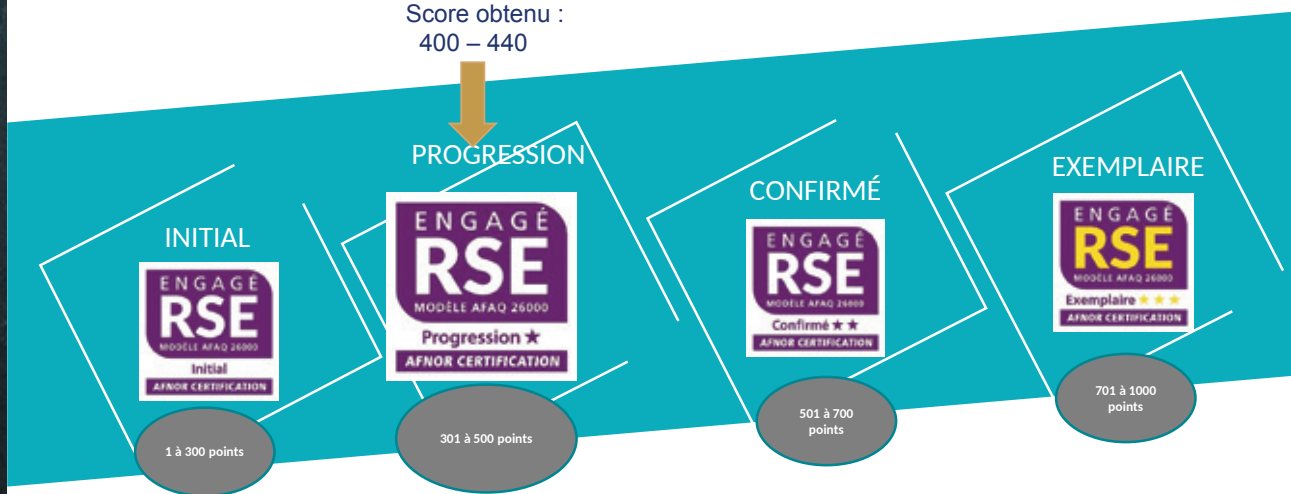 Score obtenu :
400 – 440
INITIAL
ENGAGÉ
RSE
MODÈLE AFAQ 26000
Initial
AFNOR CERTIFICATION
1 à 300 points
PROGRESSION
ENGAGÉ
RSE
MODÈLE AFAQ 26000
Progression ★
AFNOR CERTIFICATION
301 à 500 points
CONFIRMÉ
ENGAGÉ
RSE
MODÈLE AFAQ 26000
Confirmé ★ ★
AFNOR CERTIFICATION
501 à 700
points
EXEMPLAIRE
ENGAGÉ
RSE
MODÈLE AFAQ 26000
Exemplaire ★ ★ ★
AFNOR CERTIFICATION
701 à 1000
points